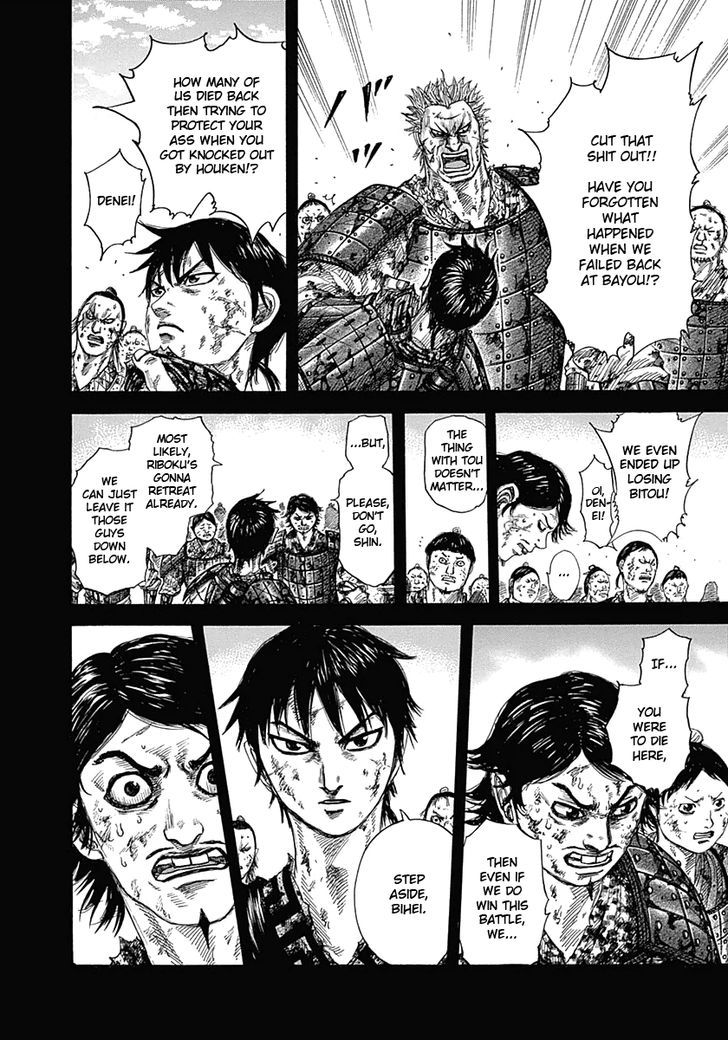 CUT THAT
SHIT OUT!!
HAVE YOU
FORGOTTEN
WHAT
HAPPENED
WHEN WE
FAILED BACK
AT BAYOU!?
HOW MANY OF
US DIED BACK
THEN TRYING TO
PROTECT YOUR
ASS WHEN YOU
GOT KNOCKED OUT
BY HOUKEN!?
DENEI!
WE EVEN
ENDED UP
LOSING
BITOU!
OI,
DEN-
EI!
...
THE
THING
WITH TOU
DOESN'T
MATTER...
...BUT,
PLEASE,
DON'T
GO,
SHIN.
MOST
LIKELY,
RIBOKU'S
GONNA
RETREAT
ALREADY.
WE
CAN JUST
LEAVE IT
THOSE
GUYS
DOWN
BELOW.
IF...
YOU
WERE
TO DIE
HERE,
THEN
EVEN IF
WE DO
WIN THIS
BATTLE,
WE...
STEP
ASIDE,
BIHEI.